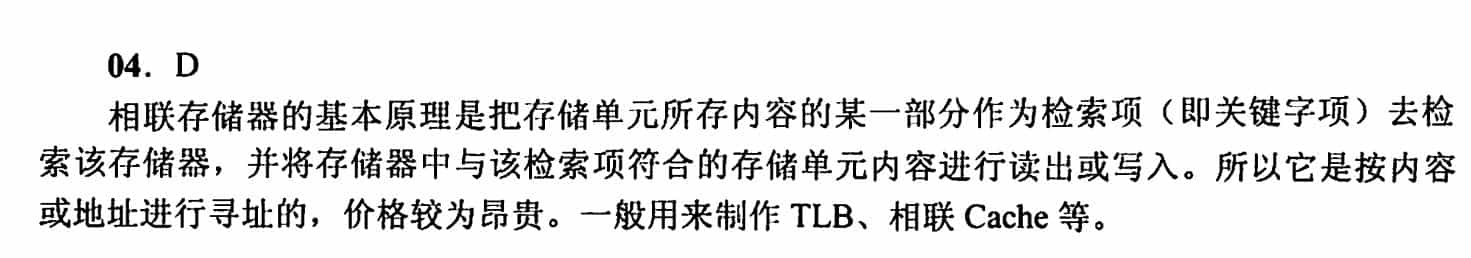 04. D
相联存储器的基本原理是把存储单元所存内容的某一部分作为检索项（即关键字项）去检
索该存储器，并将存储器中与该检索项符合的存储单元内容进行读出或写入。所以它是按内容
或地址进行寻址的，价格较为昂贵。一般用来制作 TLB、相联 Cache 等。